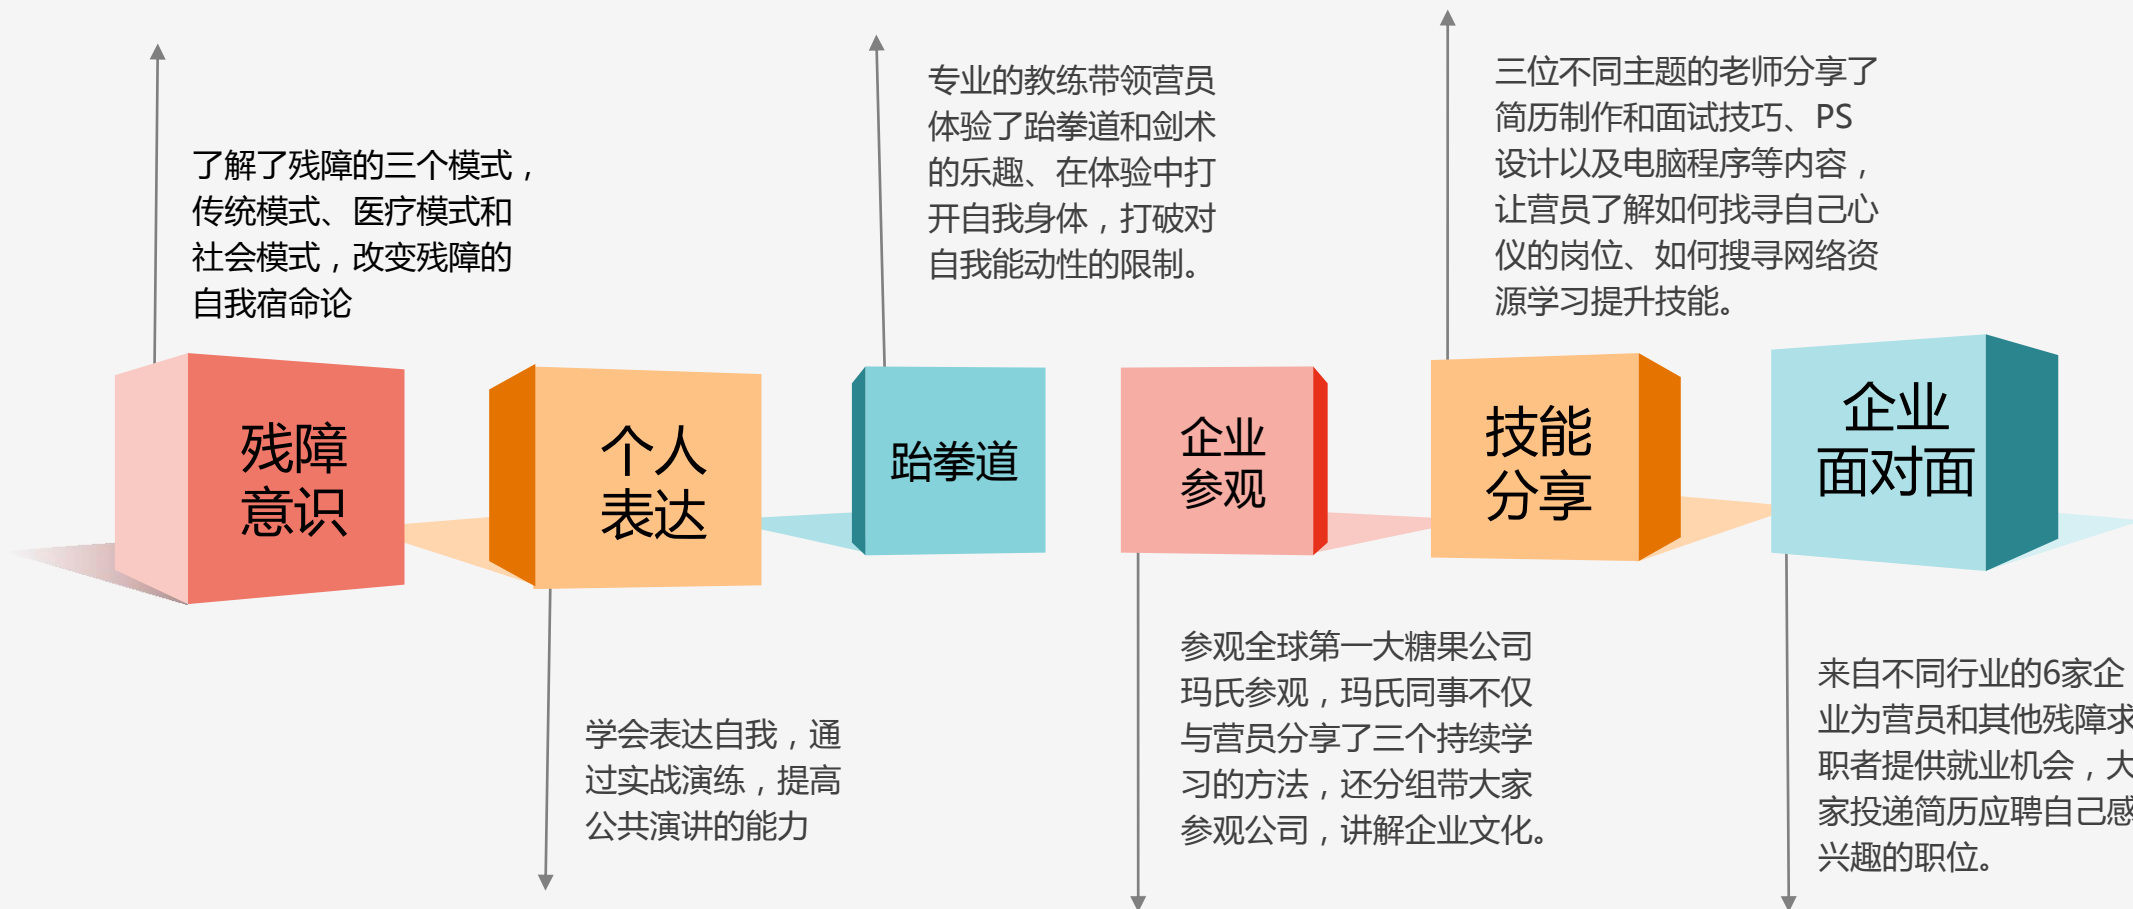 了解了残障的三个模式，
传统模式、医疗模式和
社会模式，改变残障的
自我宿命论
专业的教练带领营员
体验了跆拳道和剑术
的乐趣、在体验中打
开自我身体，打破对
自我能动性的限制。
三位不同主题的老师分享了
简历制作和面试技巧、PS
设计以及电脑程序等内容，
让营员了解如何找寻自己心
仪的岗位、如何搜寻网络资
源学习提升技能。
残障
意识
个人
表达
跆拳道
企业
参观
技能
分享
企业
面对面
学会表达自我，通
过实战演练，提高
公共演讲的能力
参观全球第一大糖果公司
玛氏参观，玛氏同事不仅
与营员分享了三个持续学
习的方法，还分组带大家
参观公司，讲解企业文化。
来自不同行业的6家企
业为营员和其他残障求
职者提供就业机会，大
家投递简历应聘自己感
兴趣的职位。